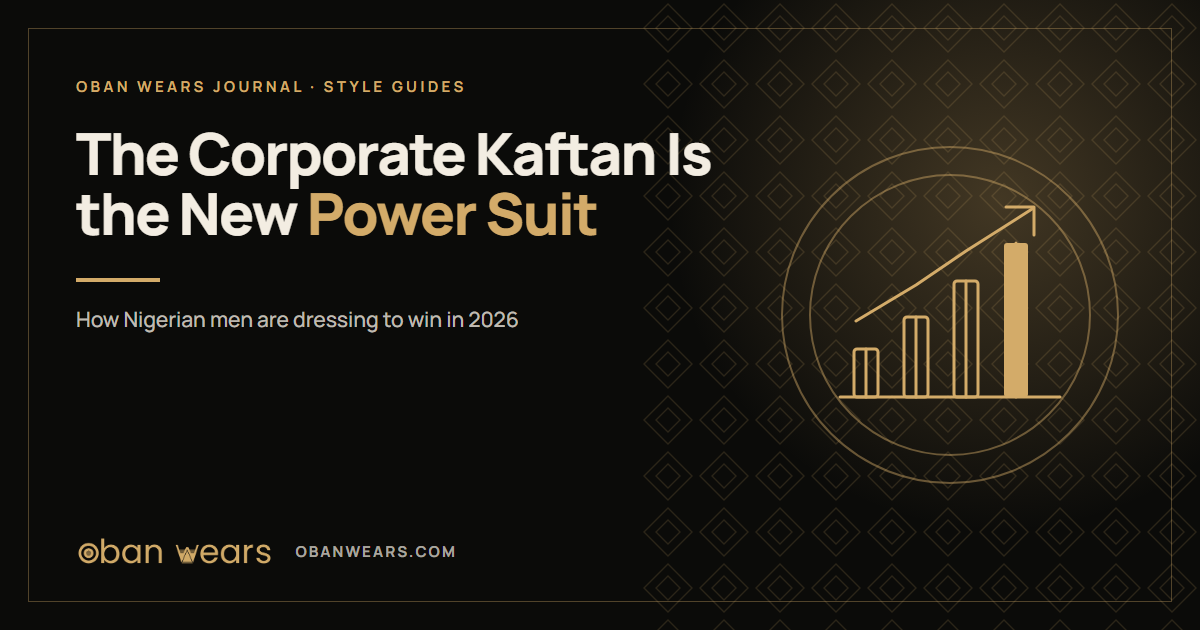 OBAN WEARS JOURNAL · STYLE GUIDES
The Corporate Kaftan Is
the New Power Suit
How Nigerian men are dressing to win in 2026
Oban wears OBANWEARS.COM